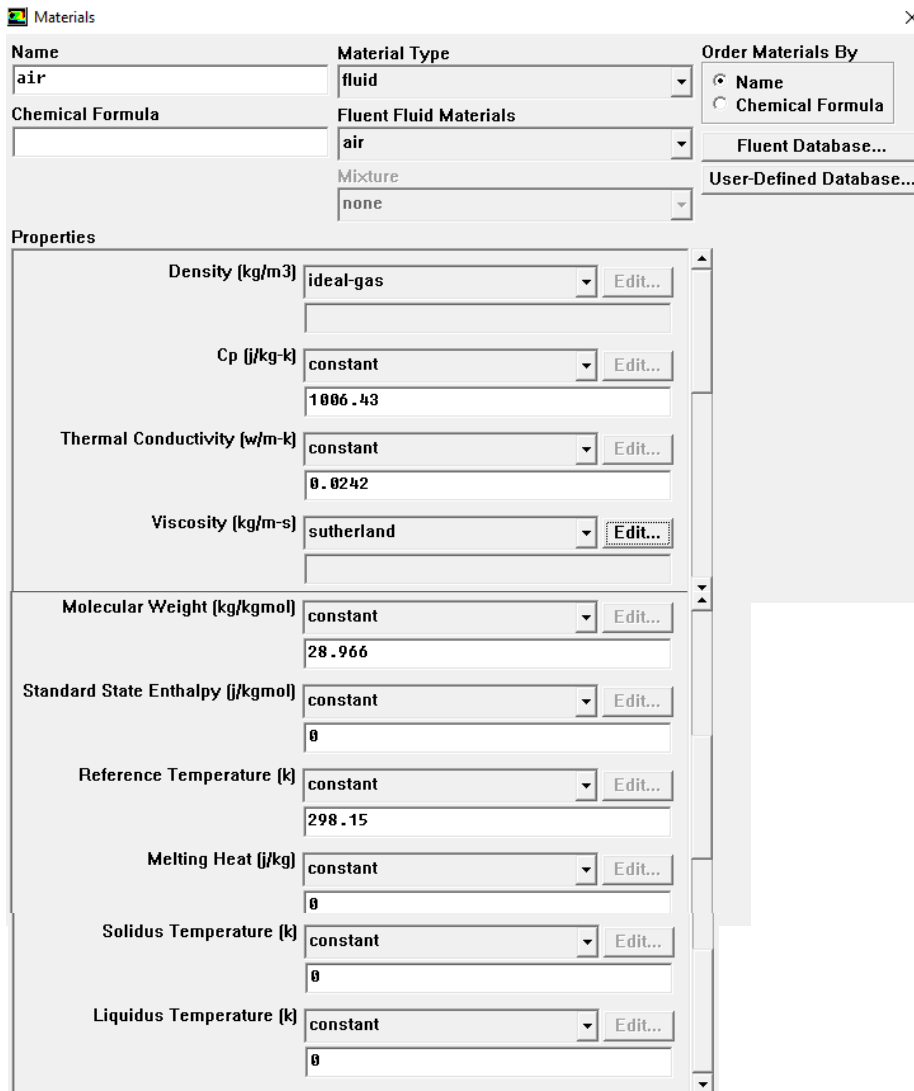 Materials
Name
Material Type
Order Materials By
air
fluid
Name
Chemical Formula
Chemical Formula
Fluent Fluid Materials
air
Fluent Database...
Mixture
User-Defined Database...
none
Properties
Density (kg/m3) ideal-gas Edit...
Cp (j/kg-k) constant Edit...
1006.43
Thermal Conductivity (w/m-k) constant Edit...
0.0242
Viscosity (kg/m-s) sutherland Edit...
Molecular Weight (kg/kgmol) constant Edit...
28.966
Standard State Enthalpy (j/kgmol) constant Edit...
0
Reference Temperature (k) constant Edit...
298.15
Melting Heat (j/kg) constant Edit...
0
Solidus Temperature (k) constant Edit...
0
Liquidus Temperature (k) constant Edit...
0